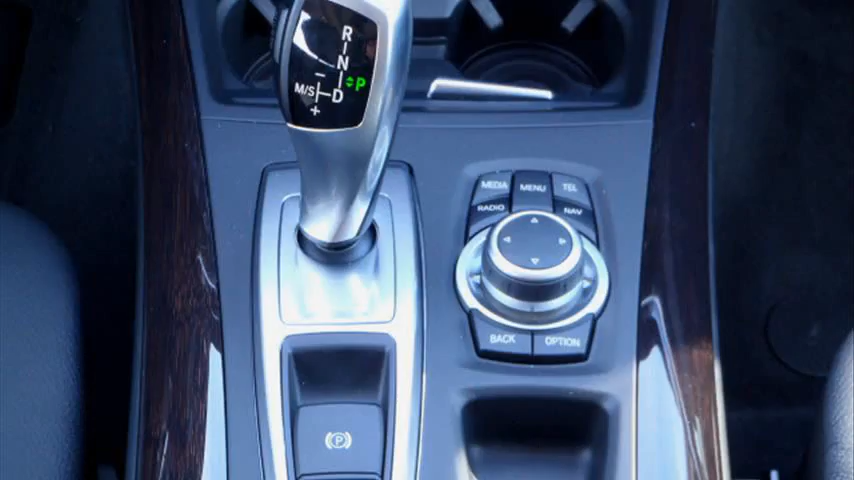 R
N
P
M/S
D
−
+
MEDIA MENU TEL
RADIO NAV
BACK OPTION
P